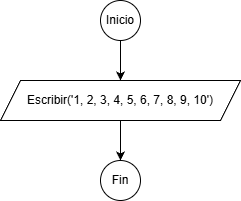 Inicio
Escribir('1, 2, 3, 4, 5, 6, 7, 8, 9, 10')
Fin